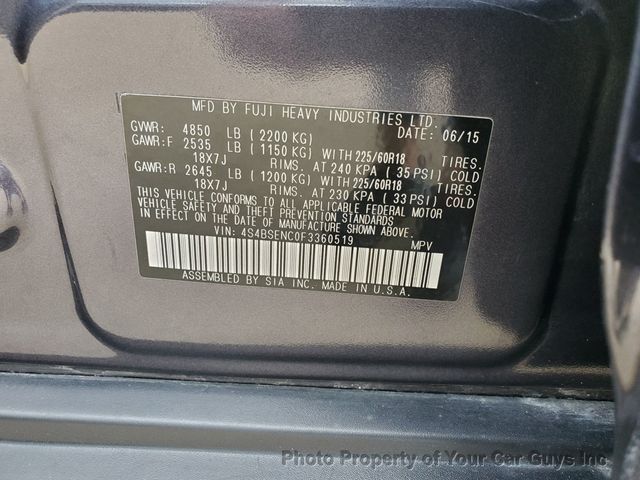 MFD BY FUJI HEAVY INDUSTRIES LTD.
GVWR: 4850 LB (2200 KG) DATE: 06/15
GAWR:F 2535 LB (1150 KG) WITH 225/60R18 TIRES.
18X7J RIMS. AT 240 KPA (35 PSI) COLD
GAWR:R 2645 LB (1200 KG) WITH 225/60R18 TIRES.
18X7J RIMS. AT 230 KPA (33 PSI) COLD
THIS VEHICLE CONFORMS TO ALL APPLICABLE FEDERAL MOTOR
VEHICLE SAFETY AND THEFT PREVENTION STANDARDS
IN EFFECT ON THE DATE OF MANUFACTURE SHOWN ABOVE.
VIN: 4S4BSENC0F3360519 MPV
ASSEMBLED BY SIA INC. MADE IN U.S.A.
Photo Property of Your Car Guys Inc